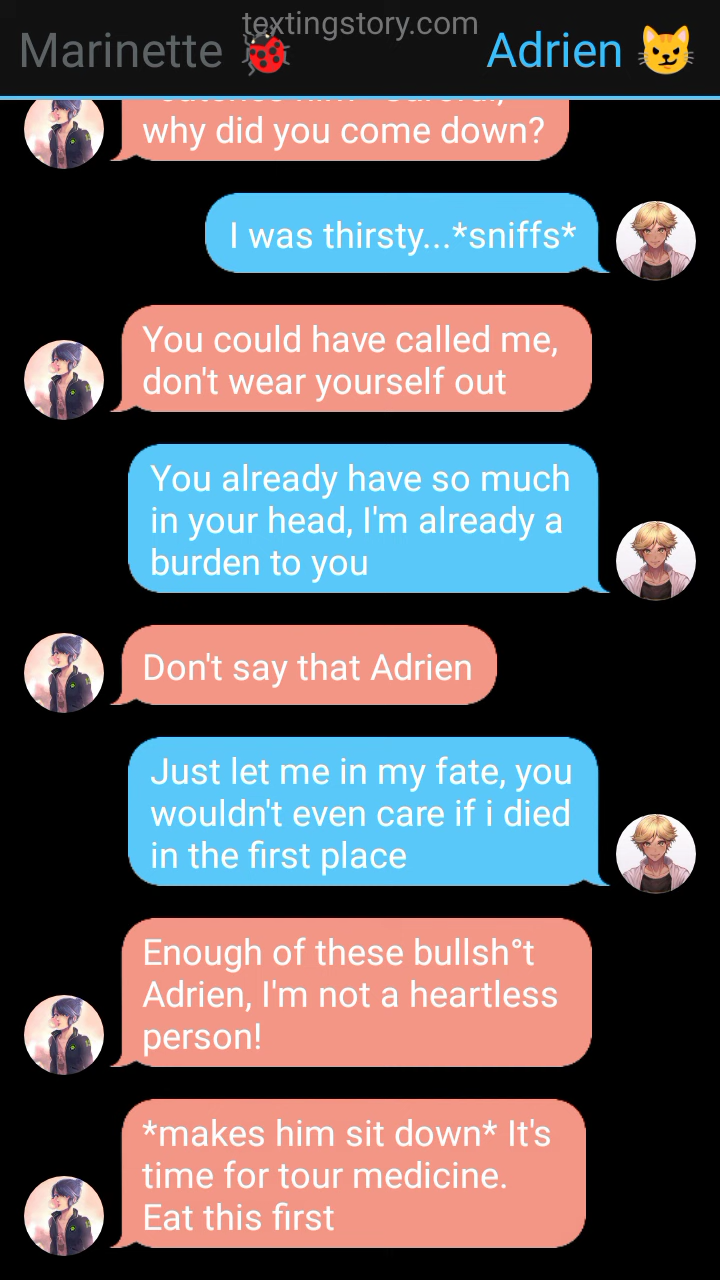 textingstory.com
Marinette 🐞
Adrien 😼
why did you come down?
I was thirsty...*sniffs*
You could have called me,
don't wear yourself out
You already have so much
in your head, I'm already a
burden to you
Don't say that Adrien
Just let me in my fate, you
wouldn't even care if i died
in the first place
Enough of these bullsh°t
Adrien, I'm not a heartless
person!
*makes him sit down* It's
time for tour medicine.
Eat this first